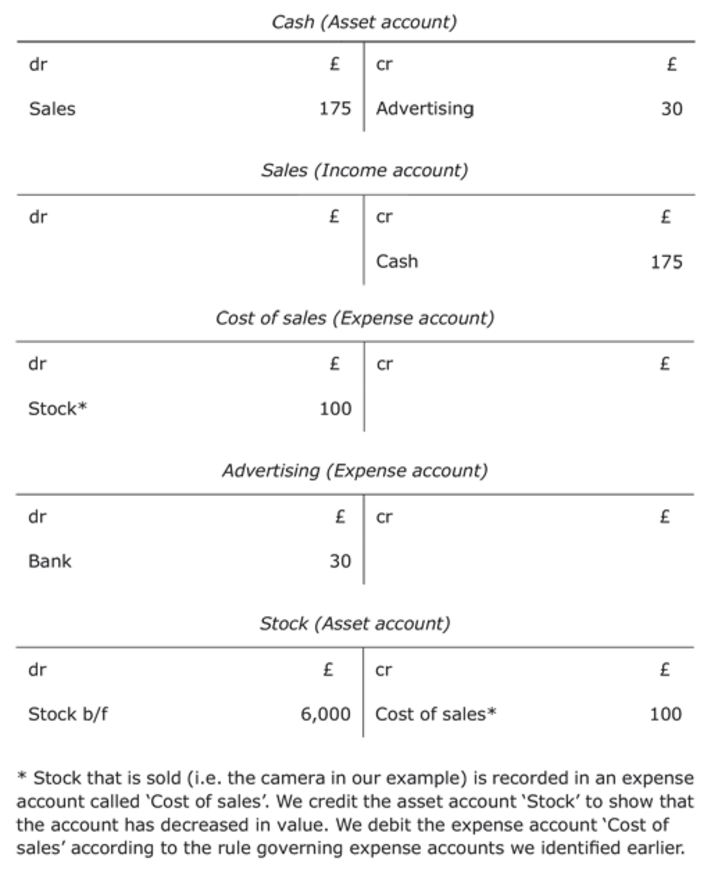 Cash (Asset account)
dr £ cr £
Sales 175 Advertising 30
Sales (Income account)
dr £ cr £
Cash 175
Cost of sales (Expense account)
dr £ cr £
Stock* 100
Advertising (Expense account)
dr £ cr £
Bank 30
Stock (Asset account)
dr £ cr £
Stock b/f 6,000 Cost of sales* 100
* Stock that is sold (i.e. the camera in our example) is recorded in an expense
account called ‘Cost of sales’. We credit the asset account ‘Stock’ to show that
the account has decreased in value. We debit the expense account ‘Cost of
sales’ according to the rule governing expense accounts we identified earlier.